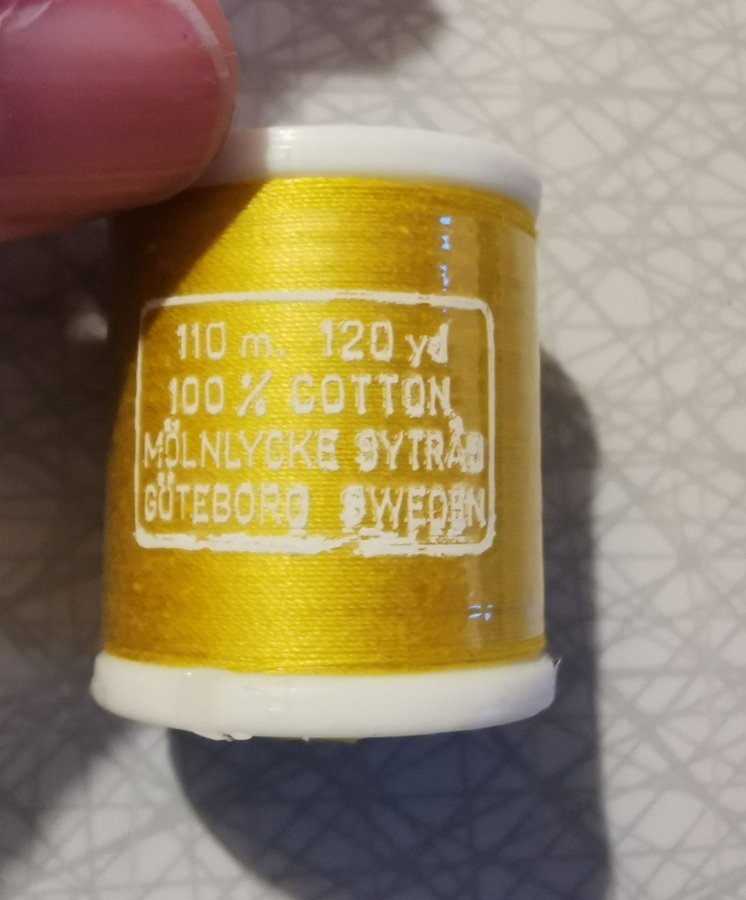 110 m. 120 yd
100 % COTTON
MÖLNLYCKE SYTRÅD
GÖTEBORG SWEDEN